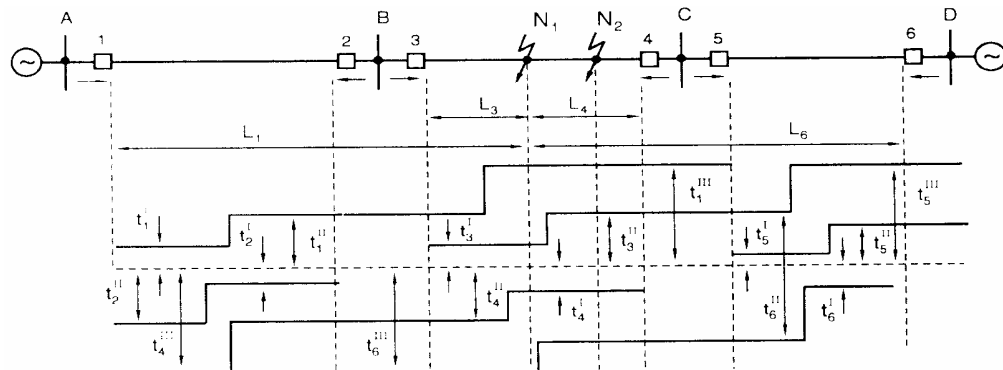 A B N₁ N₂ C D
1 2 3 4 5 6
L₃ L₄
L₁ L₆
t₁ᴵ t₂ᴵ t₁ᴵᴵ t₃ᴵ t₃ᴵᴵ t₁ᴵᴵᴵ t₅ᴵ t₅ᴵᴵ t₅ᴵᴵᴵ
t₂ᴵᴵ t₄ᴵᴵᴵ t₆ᴵᴵᴵ t₄ᴵᴵ t₄ᴵ t₆ᴵᴵ t₆ᴵ